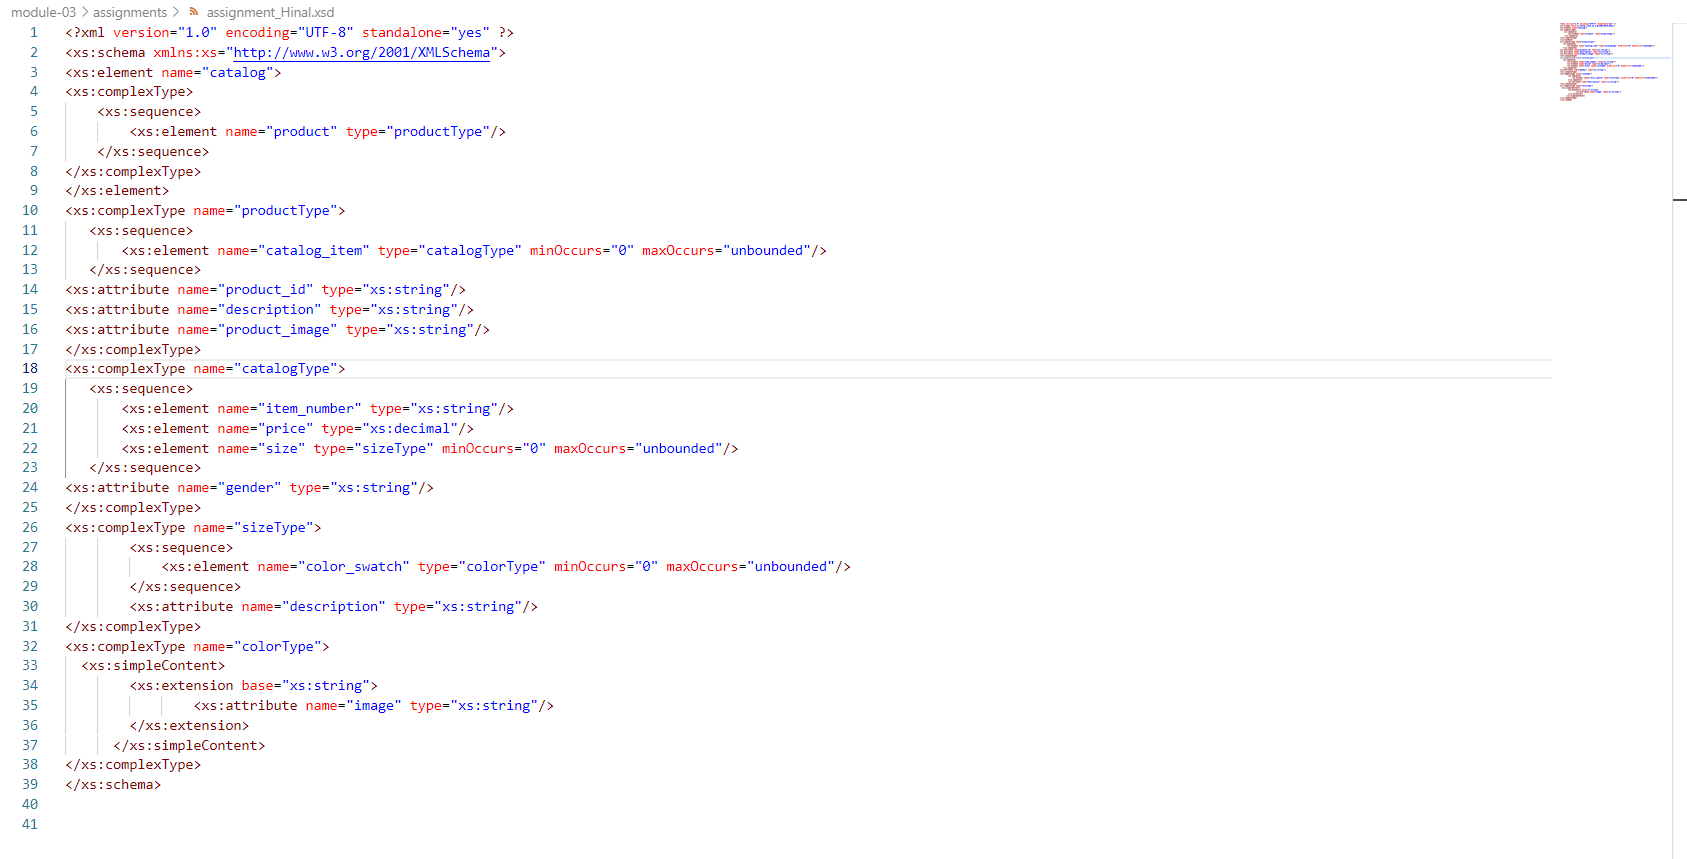 module-03 > assignments > assignment_Hinal.xsd
1 <?xml version="1.0" encoding="UTF-8" standalone="yes" ?>
2 <xs:schema xmlns:xs="http://www.w3.org/2001/XMLSchema">
3 <xs:element name="catalog">
4 <xs:complexType>
5 <xs:sequence>
6 <xs:element name="product" type="productType"/>
7 </xs:sequence>
8 </xs:complexType>
9 </xs:element>
10 <xs:complexType name="productType">
11 <xs:sequence>
12 <xs:element name="catalog_item" type="catalogType" minOccurs="0" maxOccurs="unbounded"/>
13 </xs:sequence>
14 <xs:attribute name="product_id" type="xs:string"/>
15 <xs:attribute name="description" type="xs:string"/>
16 <xs:attribute name="product_image" type="xs:string"/>
17 </xs:complexType>
18 <xs:complexType name="catalogType">
19 <xs:sequence>
20 <xs:element name="item_number" type="xs:string"/>
21 <xs:element name="price" type="xs:decimal"/>
22 <xs:element name="size" type="sizeType" minOccurs="0" maxOccurs="unbounded"/>
23 </xs:sequence>
24 <xs:attribute name="gender" type="xs:string"/>
25 </xs:complexType>
26 <xs:complexType name="sizeType">
27 <xs:sequence>
28 <xs:element name="color_swatch" type="colorType" minOccurs="0" maxOccurs="unbounded"/>
29 </xs:sequence>
30 <xs:attribute name="description" type="xs:string"/>
31 </xs:complexType>
32 <xs:complexType name="colorType">
33 <xs:simpleContent>
34 <xs:extension base="xs:string">
35 <xs:attribute name="image" type="xs:string"/>
36 </xs:extension>
37 </xs:simpleContent>
38 </xs:complexType>
39 </xs:schema>
40
41